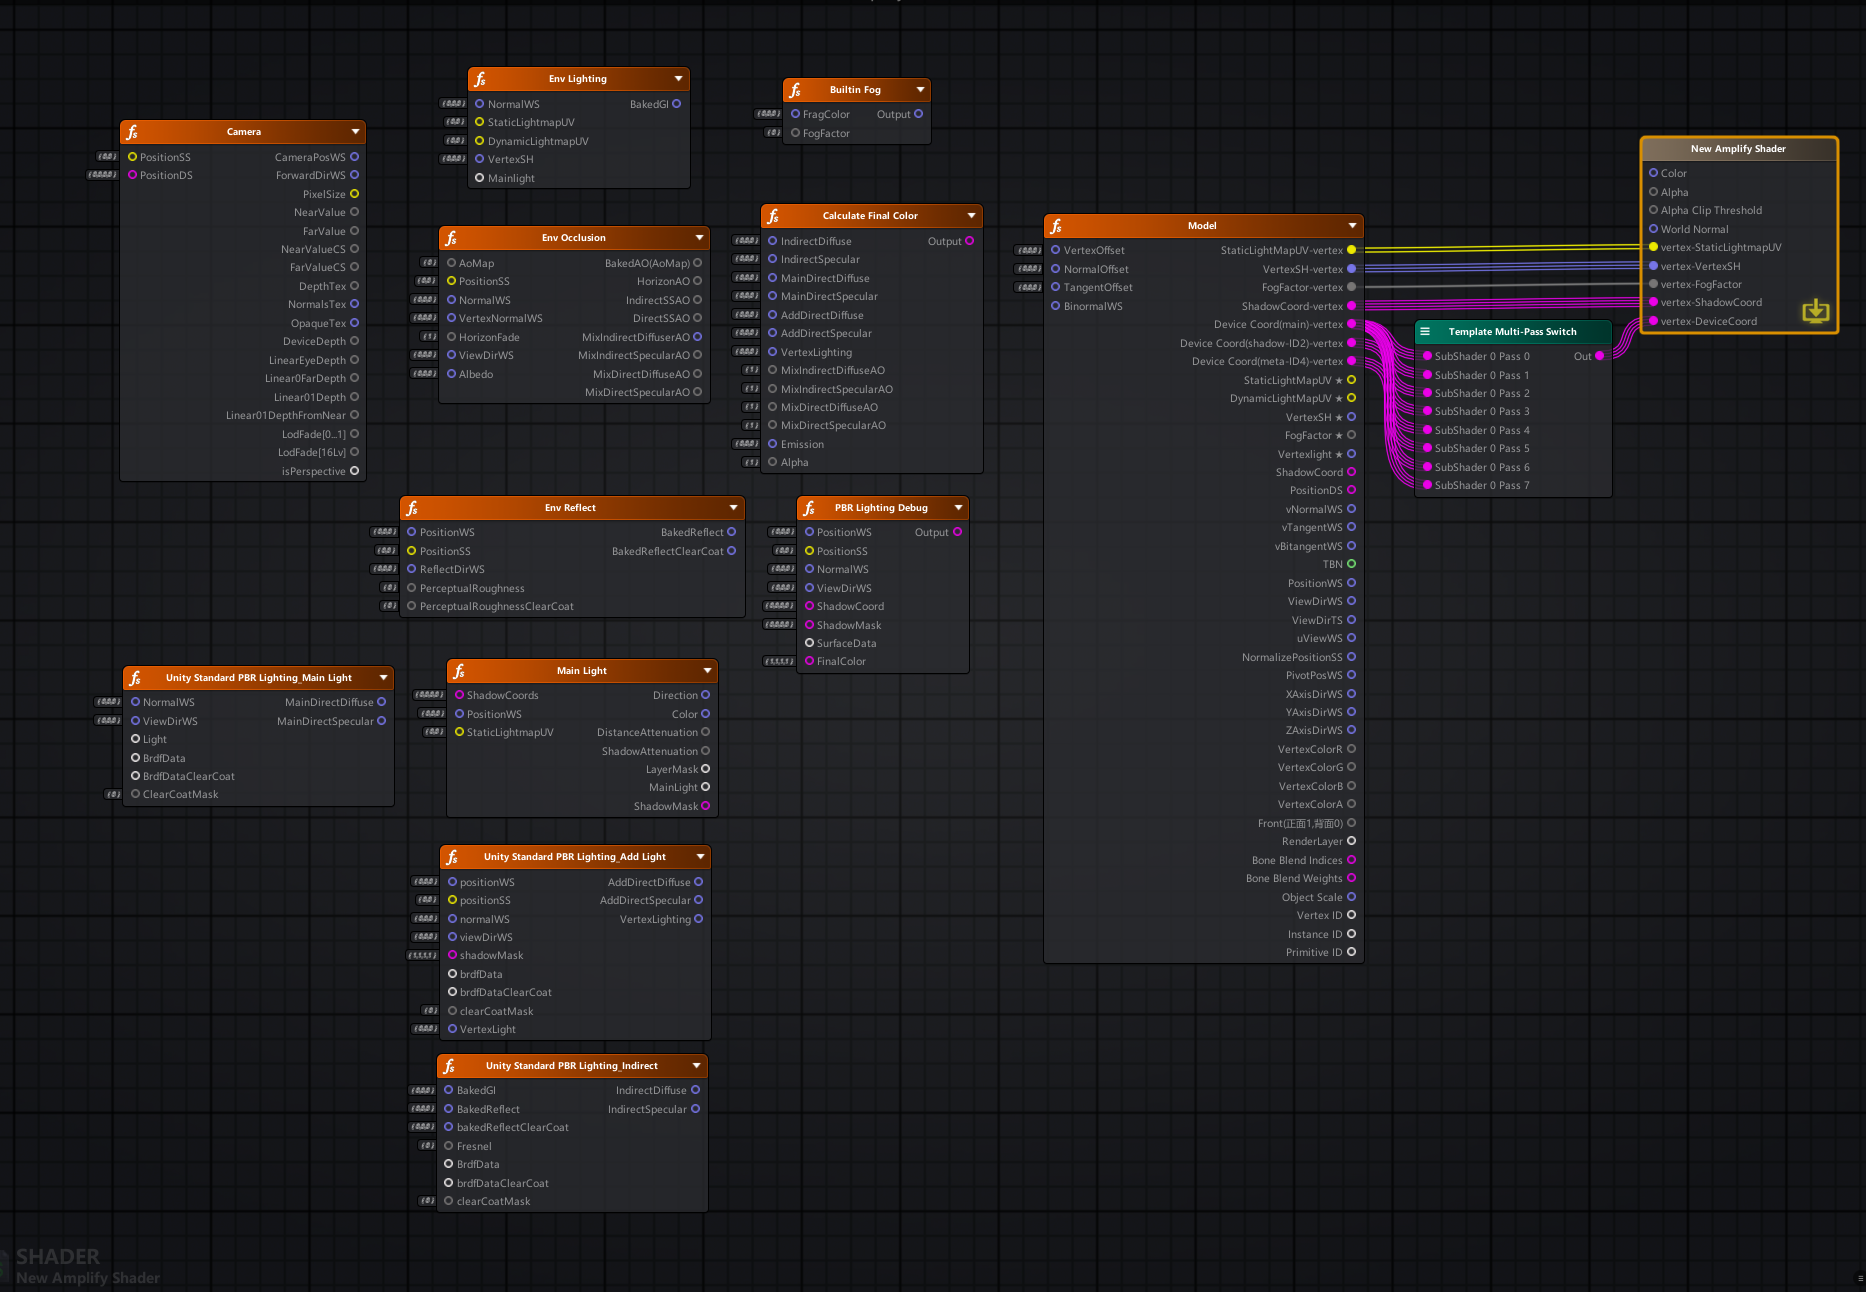 Camera
PositionSS
CameraPosWS
PositionDS
ForwardDirWS
PixelSize
NearValue
FarValue
NearValueCS
FarValueCS
DepthTex
NormalsTex
OpaqueTex
DeviceDepth
LinearEyeDepth
Linear0FarDepth
Linear01Depth
Linear01DepthFromNear
LodFade[0...1]
LodFade[16Lv]
isPerspective
Env Lighting
NormalWS
BakedGI
StaticLightmapUV
DynamicLightmapUV
VertexSH
Mainlight
Builtin Fog
FragColor
Output
FogFactor
Env Occlusion
AoMap
BakedAO(AoMap)
PositionSS
HorizonAO
NormalWS
IndirectSSAO
VertexNormalWS
DirectSSAO
HorizonFade
MixIndirectDiffuserAO
ViewDirWS
MixIndirectSpecularAO
Albedo
MixDirectDiffuseAO
MixDirectSpecularAO
Calculate Final Color
IndirectDiffuse
Output
IndirectSpecular
MainDirectDiffuse
MainDirectSpecular
AddDirectDiffuse
AddDirectSpecular
VertexLighting
MixIndirectDiffuseAO
MixIndirectSpecularAO
MixDirectDiffuseAO
MixDirectSpecularAO
Emission
Alpha
Env Reflect
PositionWS
BakedReflect
PositionSS
BakedReflectClearCoat
ReflectDirWS
PerceptualRoughness
PerceptualRoughnessClearCoat
PBR Lighting Debug
PositionWS
Output
PositionSS
NormalWS
ViewDirWS
ShadowCoord
ShadowMask
SurfaceData
FinalColor
Unity Standard PBR Lighting_Main Light
NormalWS
MainDirectDiffuse
ViewDirWS
MainDirectSpecular
Light
BrdfData
BrdfDataClearCoat
ClearCoatMask
Main Light
ShadowCoords
Direction
PositionWS
Color
StaticLightmapUV
DistanceAttenuation
ShadowAttenuation
LayerMask
MainLight
ShadowMask
Unity Standard PBR Lighting_Add Light
positionWS
AddDirectDiffuse
positionSS
AddDirectSpecular
normalWS
VertexLighting
viewDirWS
shadowMask
brdfData
brdfDataClearCoat
clearCoatMask
VertexLight
Unity Standard PBR Lighting_Indirect
BakedGI
IndirectDiffuse
BakedReflect
IndirectSpecular
bakedReflectClearCoat
Fresnel
BrdfData
brdfDataClearCoat
clearCoatMask
Model
VertexOffset
StaticLightMapUV-vertex
NormalOffset
VertexSH-vertex
TangentOffset
FogFactor-vertex
BinormalWS
ShadowCoord-vertex
Device Coord(main)-vertex
Device Coord(shadow-ID2)-vertex
Device Coord(meta-ID4)-vertex
StaticLightMapUV ★
DynamicLightMapUV ★
VertexSH ★
FogFactor ★
Vertexlight ★
ShadowCoord
PositionDS
vNormalWS
vTangentWS
vBitangentWS
TBN
PositionWS
ViewDirWS
ViewDirTS
uViewWS
NormalizePositionSS
PivotPosWS
XAxisDirWS
YAxisDirWS
ZAxisDirWS
VertexColorR
VertexColorG
VertexColorB
VertexColorA
Front(正面1,背面0)
RenderLayer
Bone Blend Indices
Bone Blend Weights
Object Scale
Vertex ID
Instance ID
Primitive ID
Template Multi-Pass Switch
SubShader 0 Pass 0
Out
SubShader 0 Pass 1
SubShader 0 Pass 2
SubShader 0 Pass 3
SubShader 0 Pass 4
SubShader 0 Pass 5
SubShader 0 Pass 6
SubShader 0 Pass 7
New Amplify Shader
Color
Alpha
Alpha Clip Threshold
World Normal
vertex-StaticLightmapUV
vertex-VertexSH
vertex-FogFactor
vertex-ShadowCoord
vertex-DeviceCoord
SHADER
New Amplify Shader